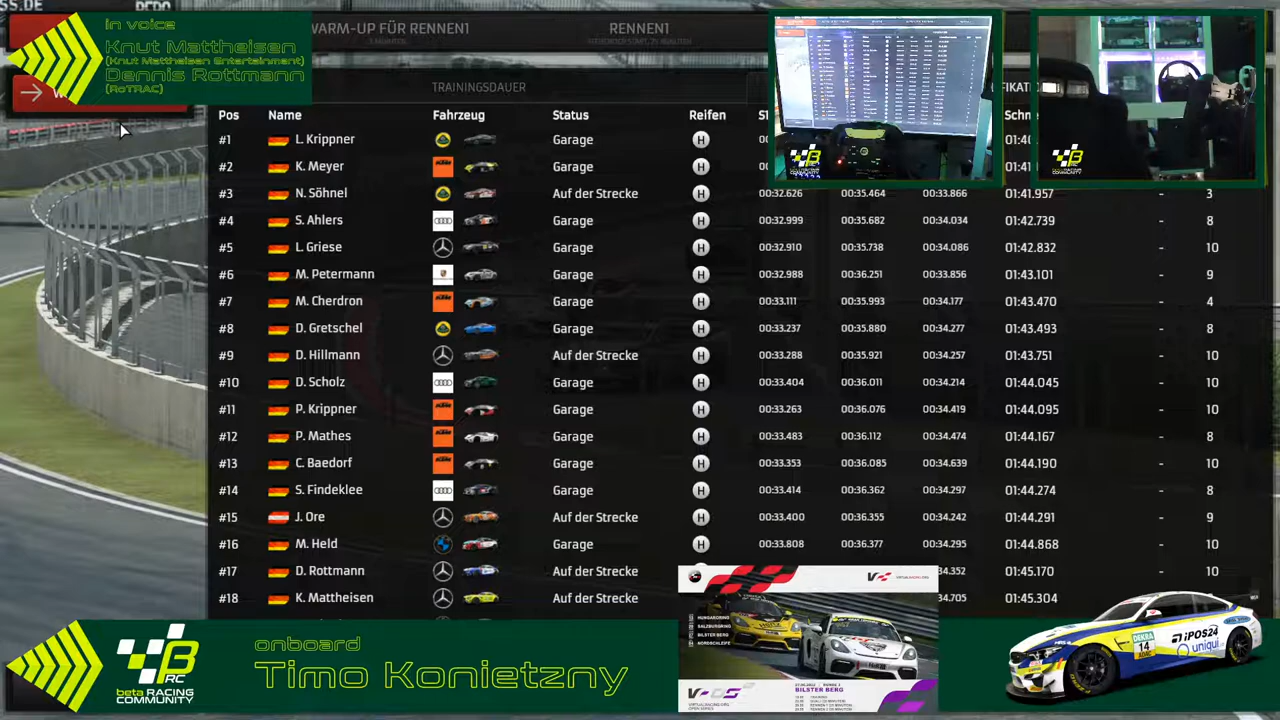 in voice
WARM-UP FÜR RENNEN1
RENNEN1
TRAININGSDAUER
Name Fahrzeug Reifen
#1 L. Krippner Garage H
#2 K. Meyer Garage H
#3 N. Söhnel Auf der Strecke H 00:32.626 00:35.464 00:33.866 01:41.957 3
#4 S. Ahlers Garage H 00:32.999 00:35.682 00:34.034 01:42.739 - 8
#5 L. Griese Garage H 00:32.910 00:35.738 00:34.086 01:42.832 - 10
#6 M. Petermann Garage H 00:32.988 00:36.251 00:33.856 01:43.101 - 9
#7 M. Cherdron Garage H 00:33.111 00:35.993 00:34.177 01:43.470 - 4
#8 D. Gretschel Garage H 00:33.237 00:35.880 00:34.277 01:43.493 - 8
#9 D. Hillmann Auf der Strecke H 00:33.288 00:35.921 00:34.257 01:43.751 - 10
#10 D. Scholz Garage H 00:33.404 00:36.011 00:34.214 01:44.045 - 10
#11 P. Krippner Garage H 00:33.263 00:36.076 00:34.419 01:44.095 - 10
#12 P. Mathes Garage H 00:33.483 00:36.112 00:34.474 01:44.167 - 8
#13 C. Baedorf Garage H 00:33.353 00:36.085 00:34.639 01:44.190 - 10
#14 S. Findeklee Garage H 00:33.414 00:36.362 00:34.297 01:44.274 - 8
#15 J. Ore Auf der Strecke H 00:33.400 00:36.355 00:34.242 01:44.291 - 9
#16 M. Held Garage H 00:33.808 00:36.377 00:34.295 01:44.868 - 10
D. Rottmann Auf der Strecke 01:45.170 - 10
#18 Y. Mattheisen Auf der Strecke 01:45.304 - 10
HUNGARORING
SALZBURGRING
BILSTER BERG
NORDSCHLEIFE
BILSTER BERG
B RC
beta RACING
COMMUNITY
onboard
Timo Konietzny
DEKRA
14
iPOS24
uniqui